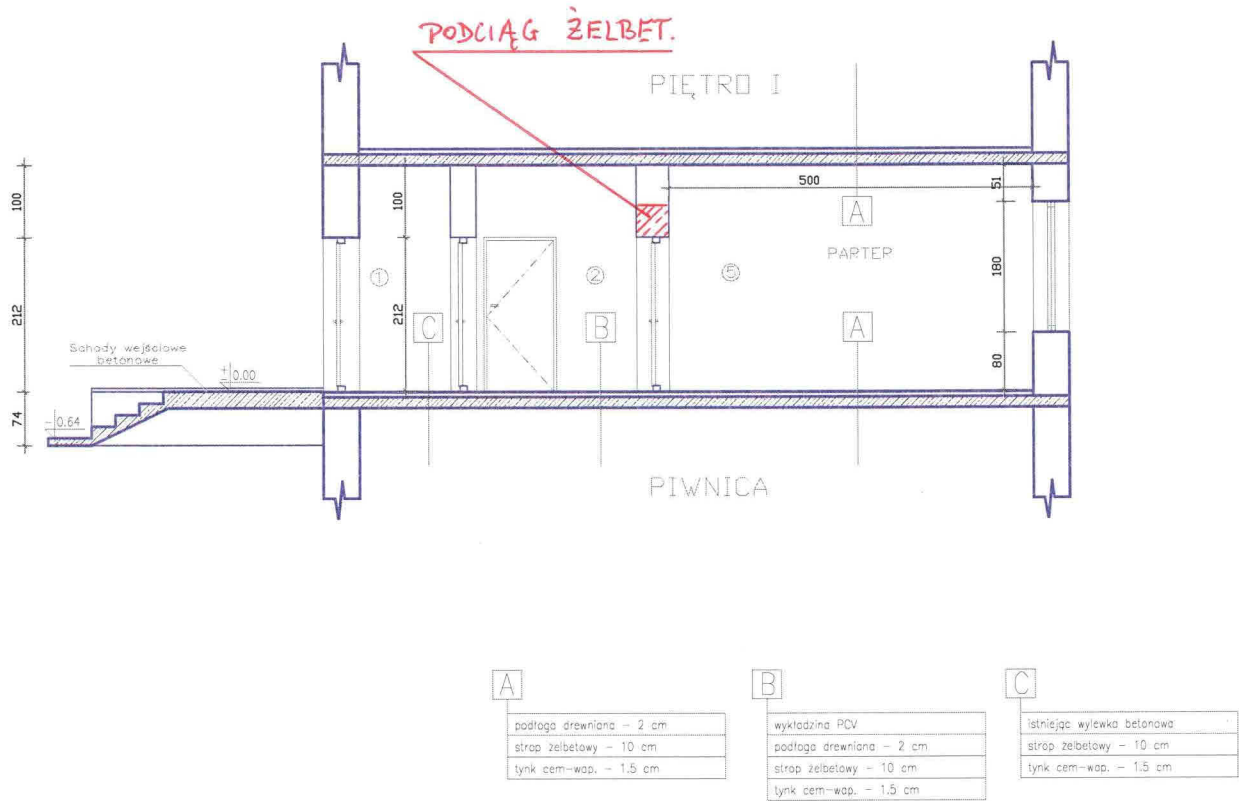 PODCIĄG ŻELBET.
PIĘTRO I
100
100
500
51
A
PARTER
① ② ⑤
180
212
212
C
B
A
80
Schody wejściowe
betonowe
±0.00
74
-0.64
PIWNICA
A
podłoga drewniana - 2 cm
strop żelbetowy - 10 cm
tynk cem-wap. - 1.5 cm
B
wykładzina PCV
podłoga drewniana - 2 cm
strop żelbetowy - 10 cm
tynk cem-wap. - 1.5 cm
C
istniejąc wylewka betonowa
strop żelbetowy - 10 cm
tynk cem-wap. - 1.5 cm